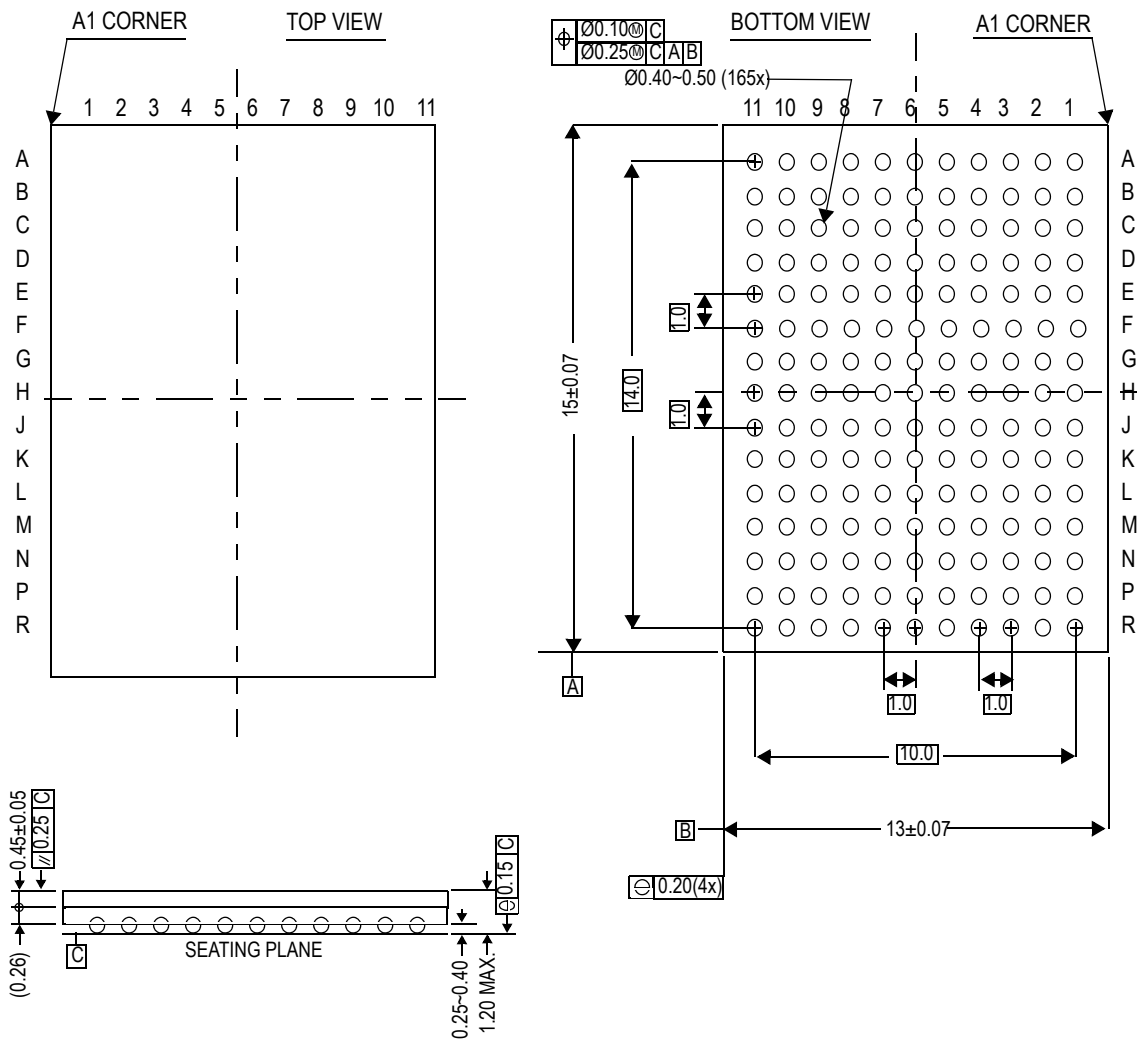 A1 CORNER
TOP VIEW
1 2 3 4 5 6 7 8 9 10 11
A
B
C
D
E
F
G
H
J
K
L
M
N
P
R
Ø0.10Ⓜ C
Ø0.25Ⓜ C A B
BOTTOM VIEW
A1 CORNER
Ø0.40~0.50 (165x)
11 10 9 8 7 6 5 4 3 2 1
A
B
C
D
E
F
G
H
J
K
L
M
N
P
R
1.0
15±0.07
14.0
1.0
A
1.0
1.0
10.0
B
13±0.07
0.20(4x)
0.45±0.05
// 0.25 C
0.15 C
C
SEATING PLANE
(0.26)
0.25~0.40
1.20 MAX.